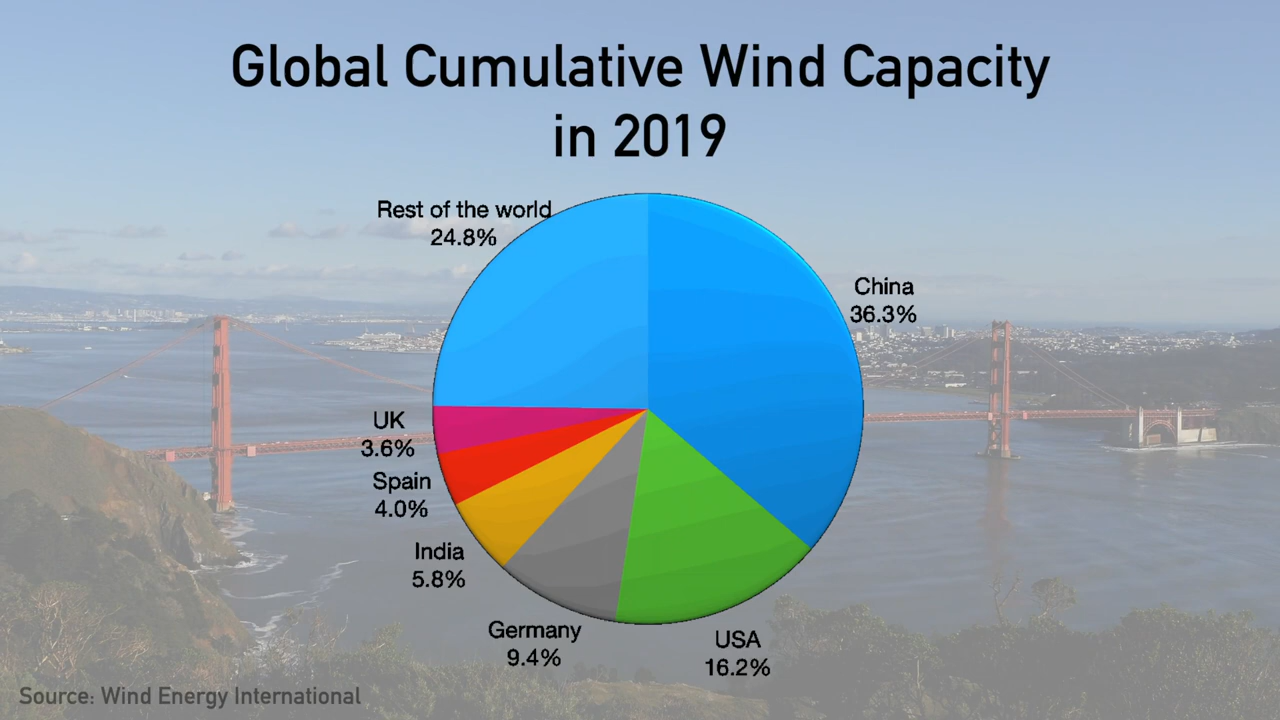 Global Cumulative Wind Capacity
in 2019
Rest of the world
24.8%
China
36.3%
UK
3.6%
Spain
4.0%
India
5.8%
Germany
9.4%
USA
16.2%
Source: Wind Energy International